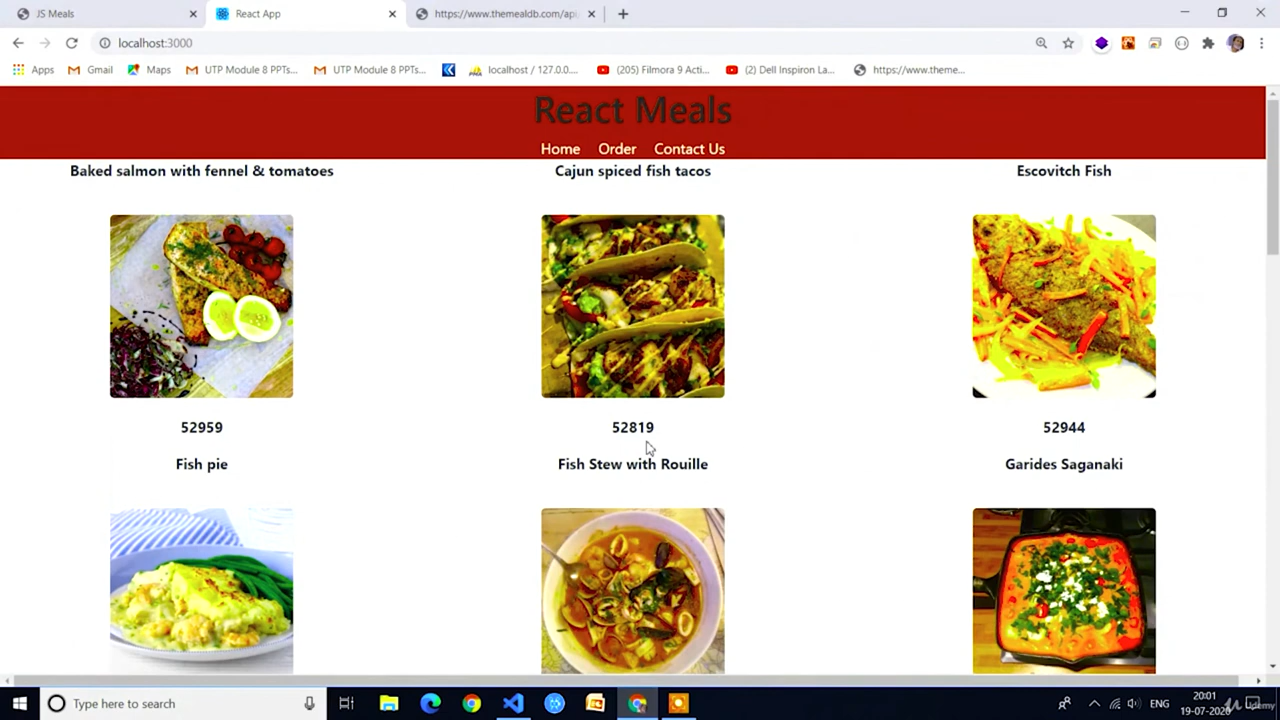 JS Meals
React App
https://www.themealdb.com/api
localhost:3000
Apps
Gmail
Maps
UTP Module 8 PPTs...
UTP Module 8 PPTs...
localhost / 127.0.0....
(205) Filmora 9 Acti...
(2) Dell Inspiron La...
https://www.theme...
React Meals
Home Order Contact Us
Baked salmon with fennel & tomatoes
Cajun spiced fish tacos
Escovitch Fish
52959
52819
52944
Fish pie
Fish Stew with Rouille
Garides Saganaki
Type here to search
ENG
20:01
19-07-2020
Udemy